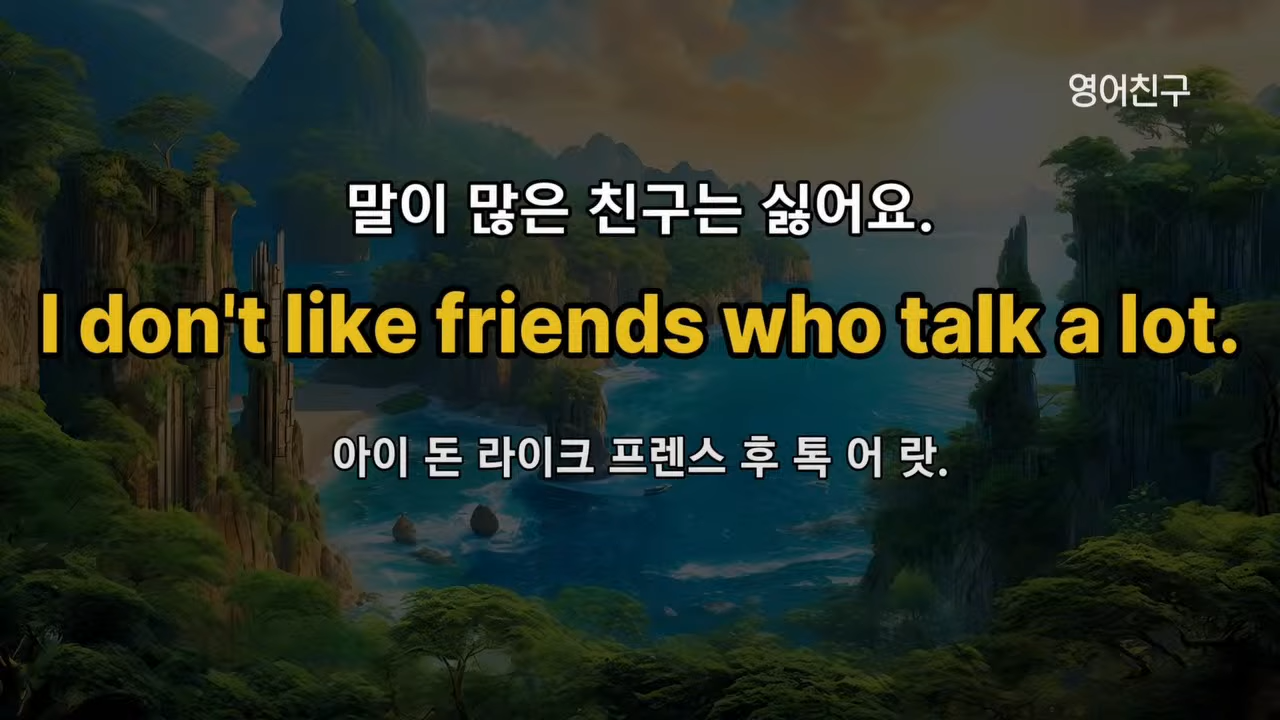 영어친구
말이 많은 친구는 싫어요.
I don't like friends who talk a lot.
아이 돈 라이크 프렌스 후 톡 어 랏.